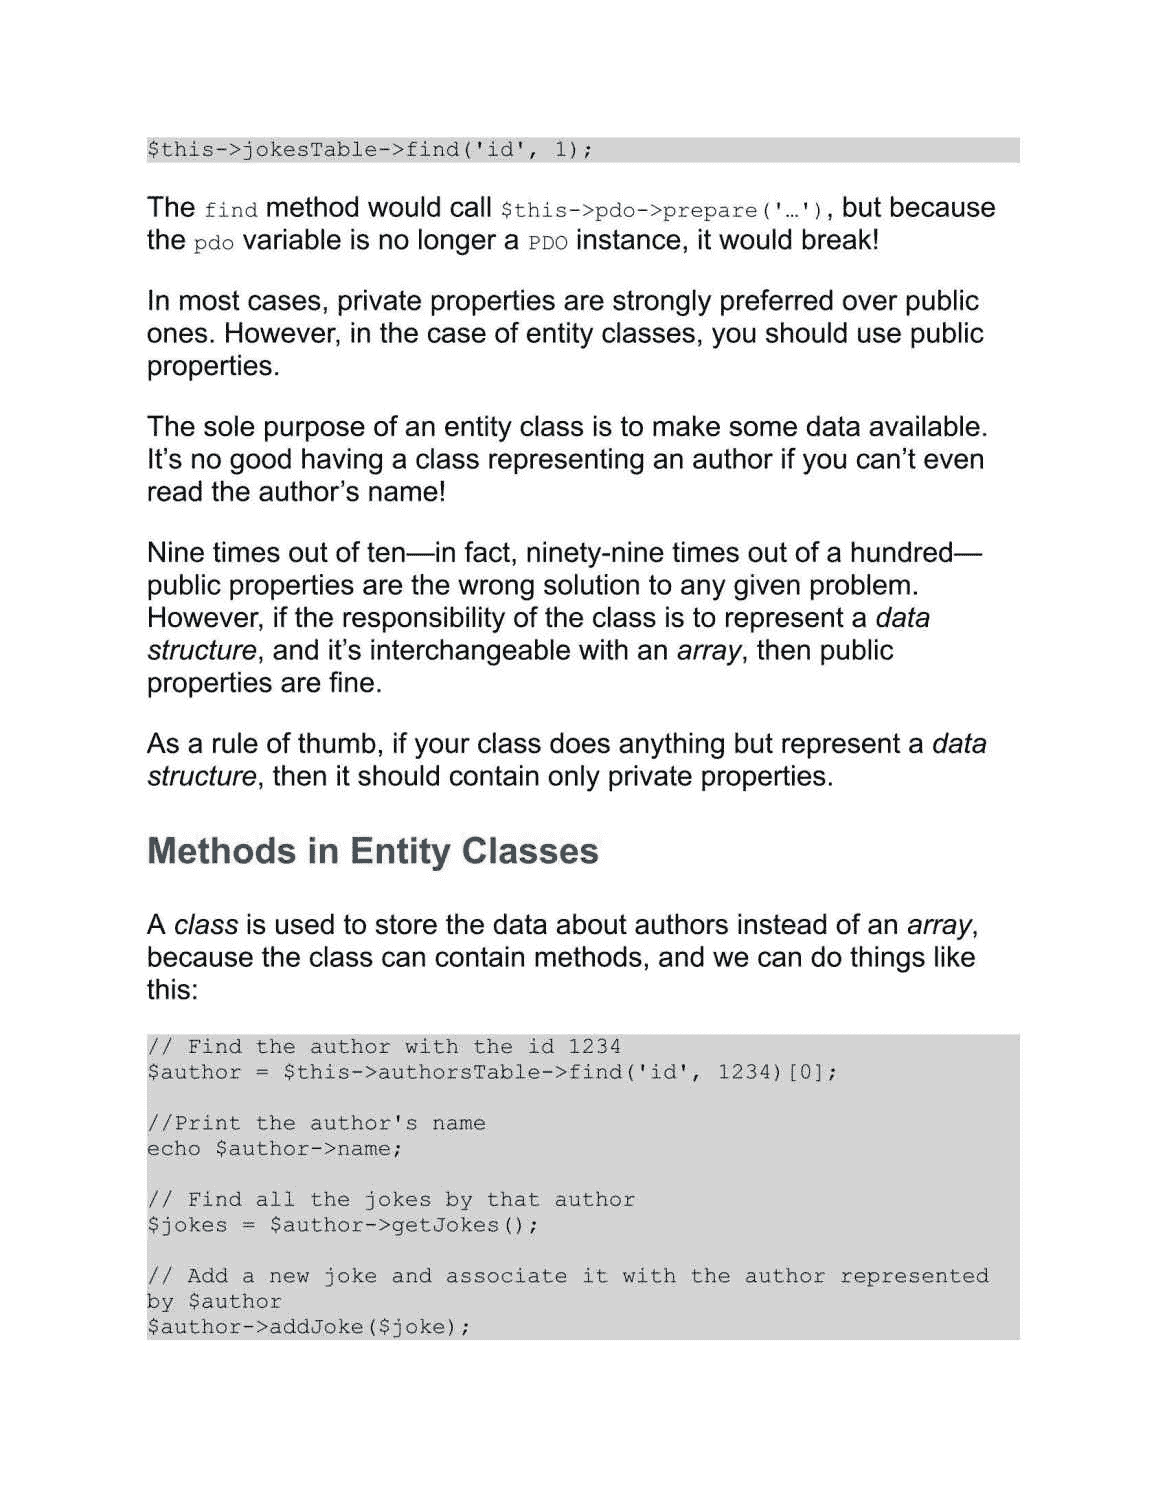 $this->jokesTable->find('id', 1);
The find method would call $this->pdo->prepare('…'), but because
the pdo variable is no longer a PDO instance, it would break!
In most cases, private properties are strongly preferred over public
ones. However, in the case of entity classes, you should use public
properties.
The sole purpose of an entity class is to make some data available.
It’s no good having a class representing an author if you can’t even
read the author’s name!
Nine times out of ten—in fact, ninety-nine times out of a hundred—
public properties are the wrong solution to any given problem.
However, if the responsibility of the class is to represent a data
structure, and it’s interchangeable with an array, then public
properties are fine.
As a rule of thumb, if your class does anything but represent a data
structure, then it should contain only private properties.
Methods in Entity Classes
A class is used to store the data about authors instead of an array,
because the class can contain methods, and we can do things like
this:
// Find the author with the id 1234
$author = $this->authorsTable->find('id', 1234)[0];
//Print the author's name
echo $author->name;
// Find all the jokes by that author
$jokes = $author->getJokes();
// Add a new joke and associate it with the author represented
by $author
$author->addJoke($joke);